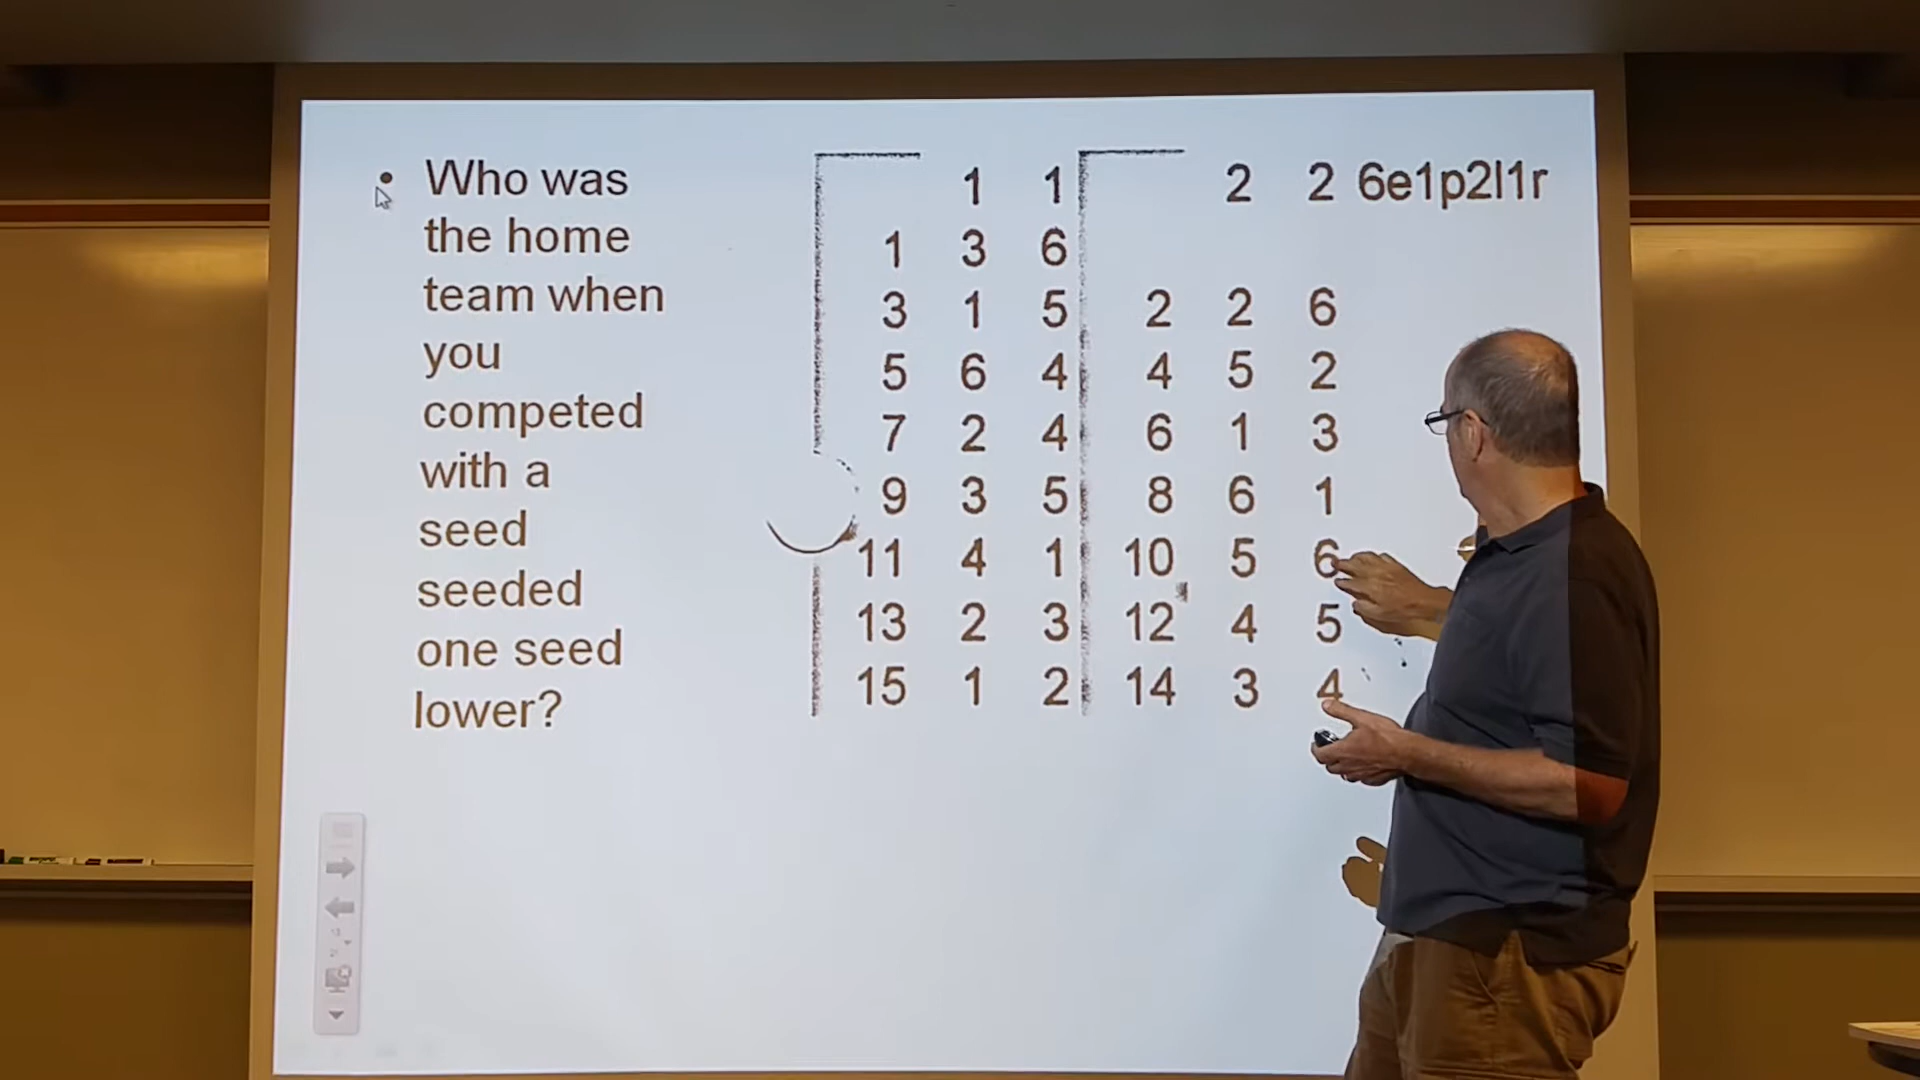 • Who was
the home
team when
you
competed
with a
seed
seeded
one seed
lower?
1 1 2 2 6e1p2l1r
1 3 6
3 1 5 2 2 6
5 6 4 4 5 2
7 2 4 6 1 3
9 3 5 8 6 1
11 4 1 10 5 6
13 2 3 12 4 5
15 1 2 14 3 4